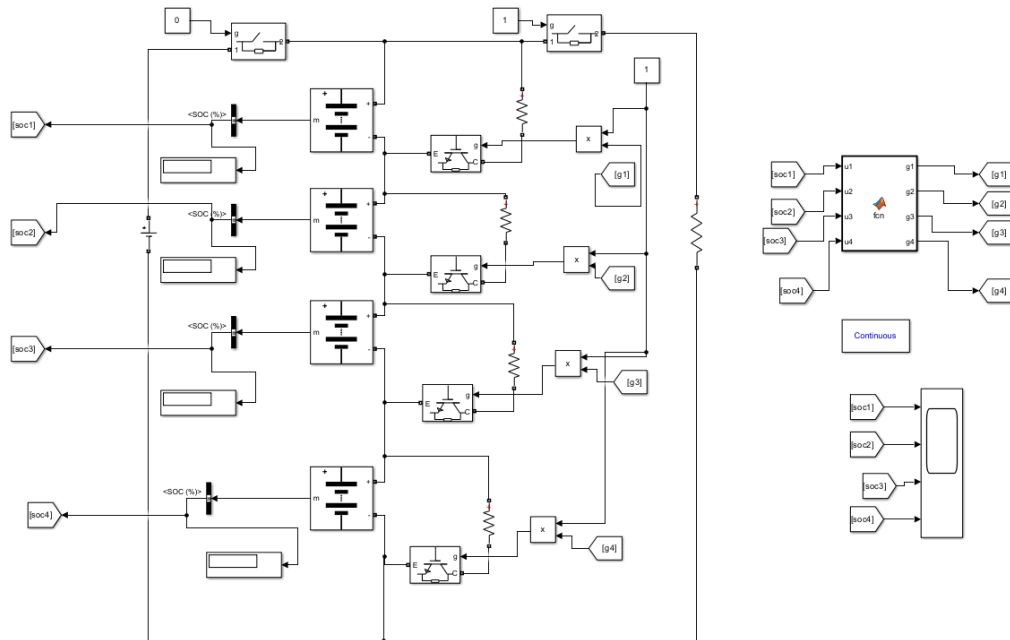 0
1
g
1
2
g
1
2
1
[soc1]
<SOC (%)>
+
m
+
-
E
g
C
x
[g1]
[soc2]
<SOC (%)>
+
m
+
-
E
g
C
x
[g2]
[soc3]
<SOC (%)>
+
m
+
-
E
g
C
x
[g3]
[soc4]
<SOC (%)>
+
m
+
-
E
g
C
x
[g4]
[soc1]
[soc2]
[soc3]
[soc4]
u1
u2
u3
u4
fcn
g1
g2
g3
g4
[g1]
[g2]
[g3]
[g4]
Continuous
[soc1]
[soc2]
[soc3]
[soc4]